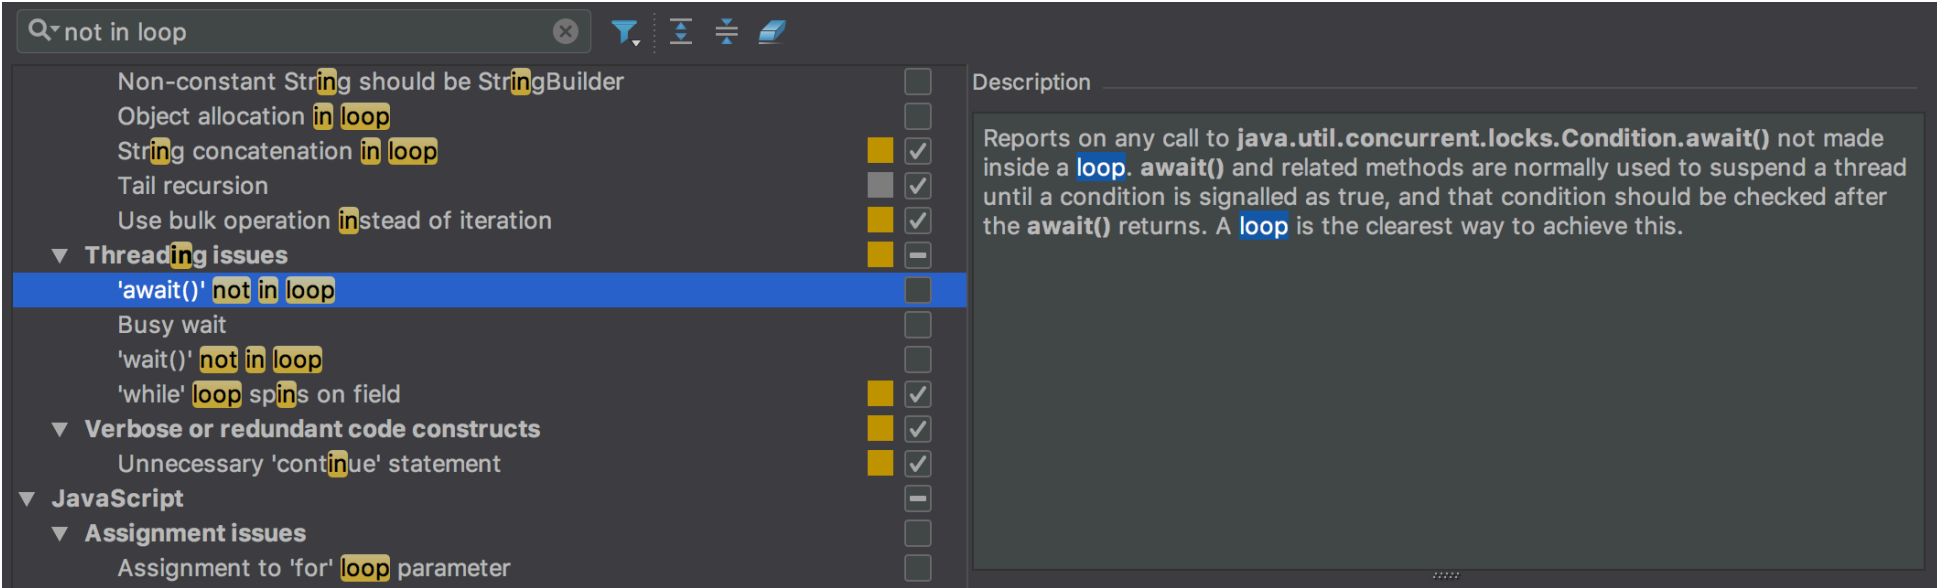 not in loop
Non-constant String should be StringBuilder
Object allocation in loop
String concatenation in loop
Tail recursion
Use bulk operation instead of iteration
Threading issues
'await()' not in loop
Busy wait
'wait()' not in loop
'while' loop spins on field
Verbose or redundant code constructs
Unnecessary 'continue' statement
JavaScript
Assignment issues
Assignment to 'for' loop parameter
Description
Reports on any call to java.util.concurrent.locks.Condition.await() not made
inside a loop. await() and related methods are normally used to suspend a thread
until a condition is signalled as true, and that condition should be checked after
the await() returns. A loop is the clearest way to achieve this.